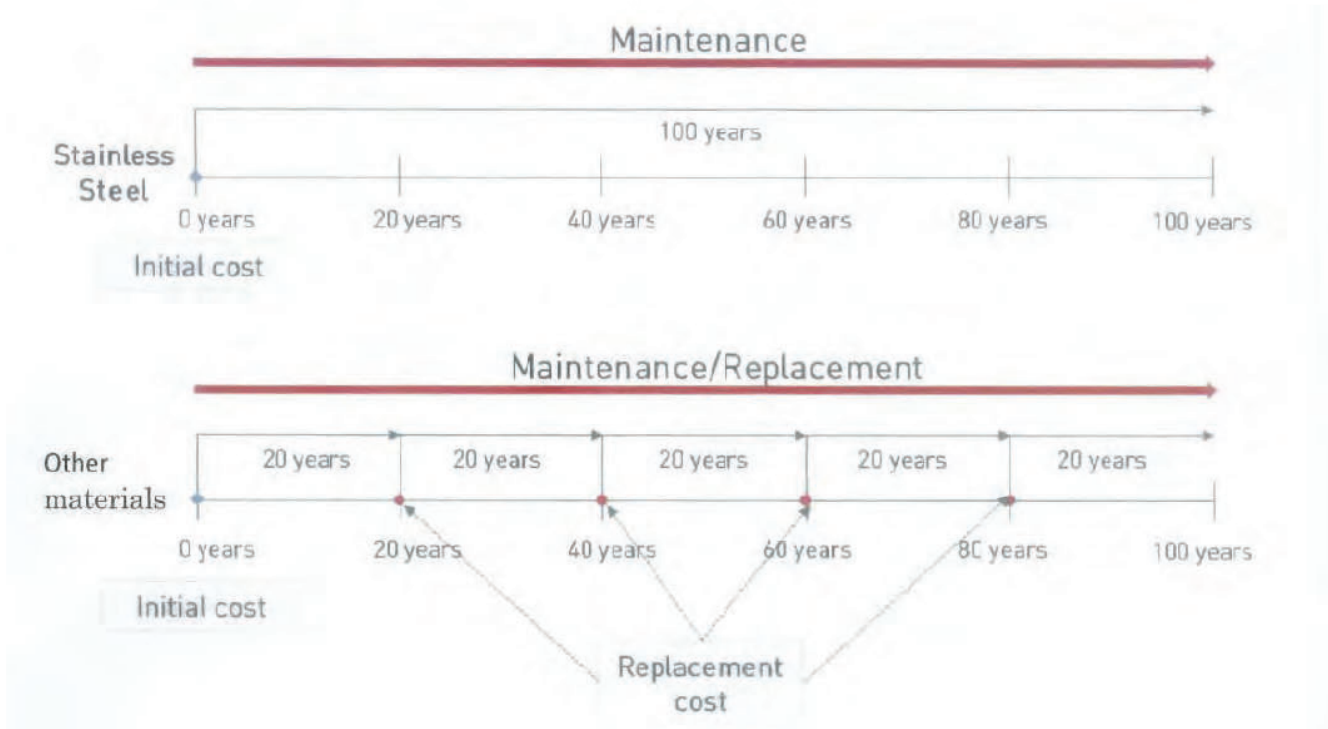 Maintenance
100 years
Stainless
Steel
0 years 20 years 40 years 60 years 80 years 100 years
Initial cost
Maintenance/Replacement
20 years 20 years 20 years 20 years 20 years
Other
materials
0 years 20 years 40 years 60 years 80 years 100 years
Initial cost
Replacement
cost